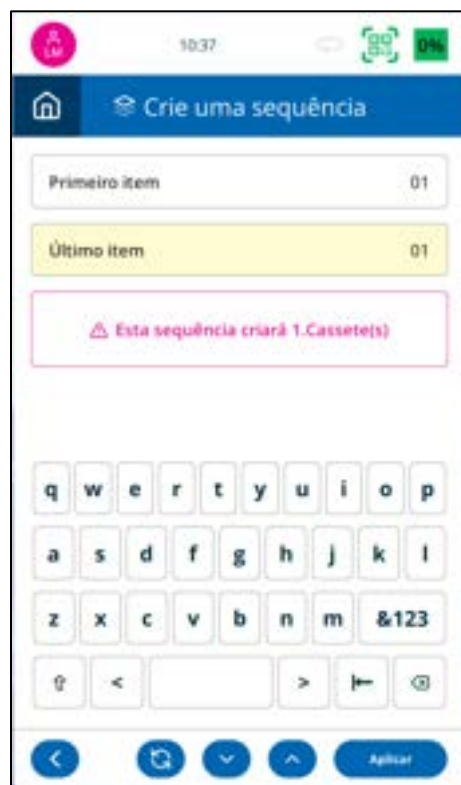 LM 10:37 0%
Crie uma sequência
Primeiro item 01
Último item 01
Esta sequência criará 1.Cassete(s)
q w e r t y u i o p
a s d f g h j k l
z x c v b n m &123
< >
Aplicar